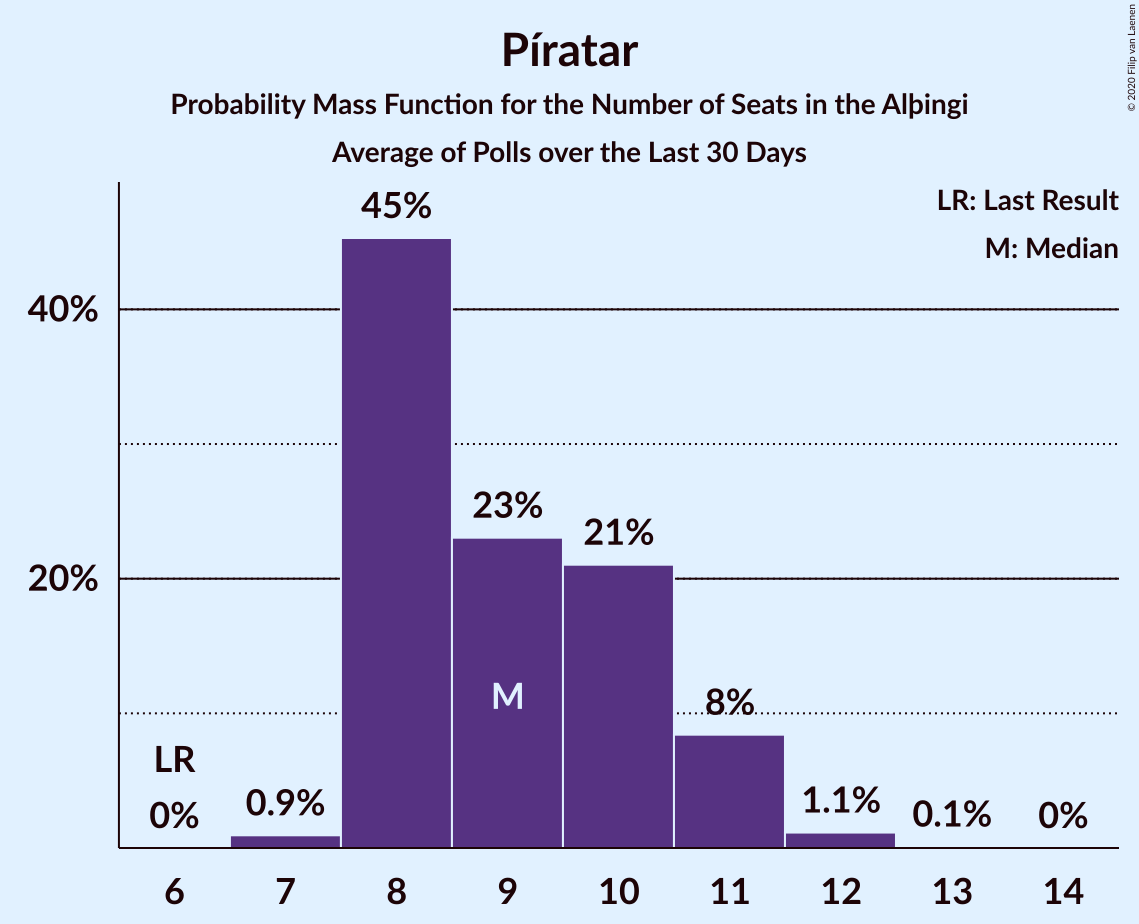 Píratar
Probability Mass Function for the Number of Seats in the Alþingi
Average of Polls over the Last 30 Days
© 2020 Filip van Laenen
LR: Last Result
M: Median
45%
40%
23%
21%
20%
M
8%
LR
0%
0.9%
1.1%
0.1%
0%
6 7 8 9 10 11 12 13 14